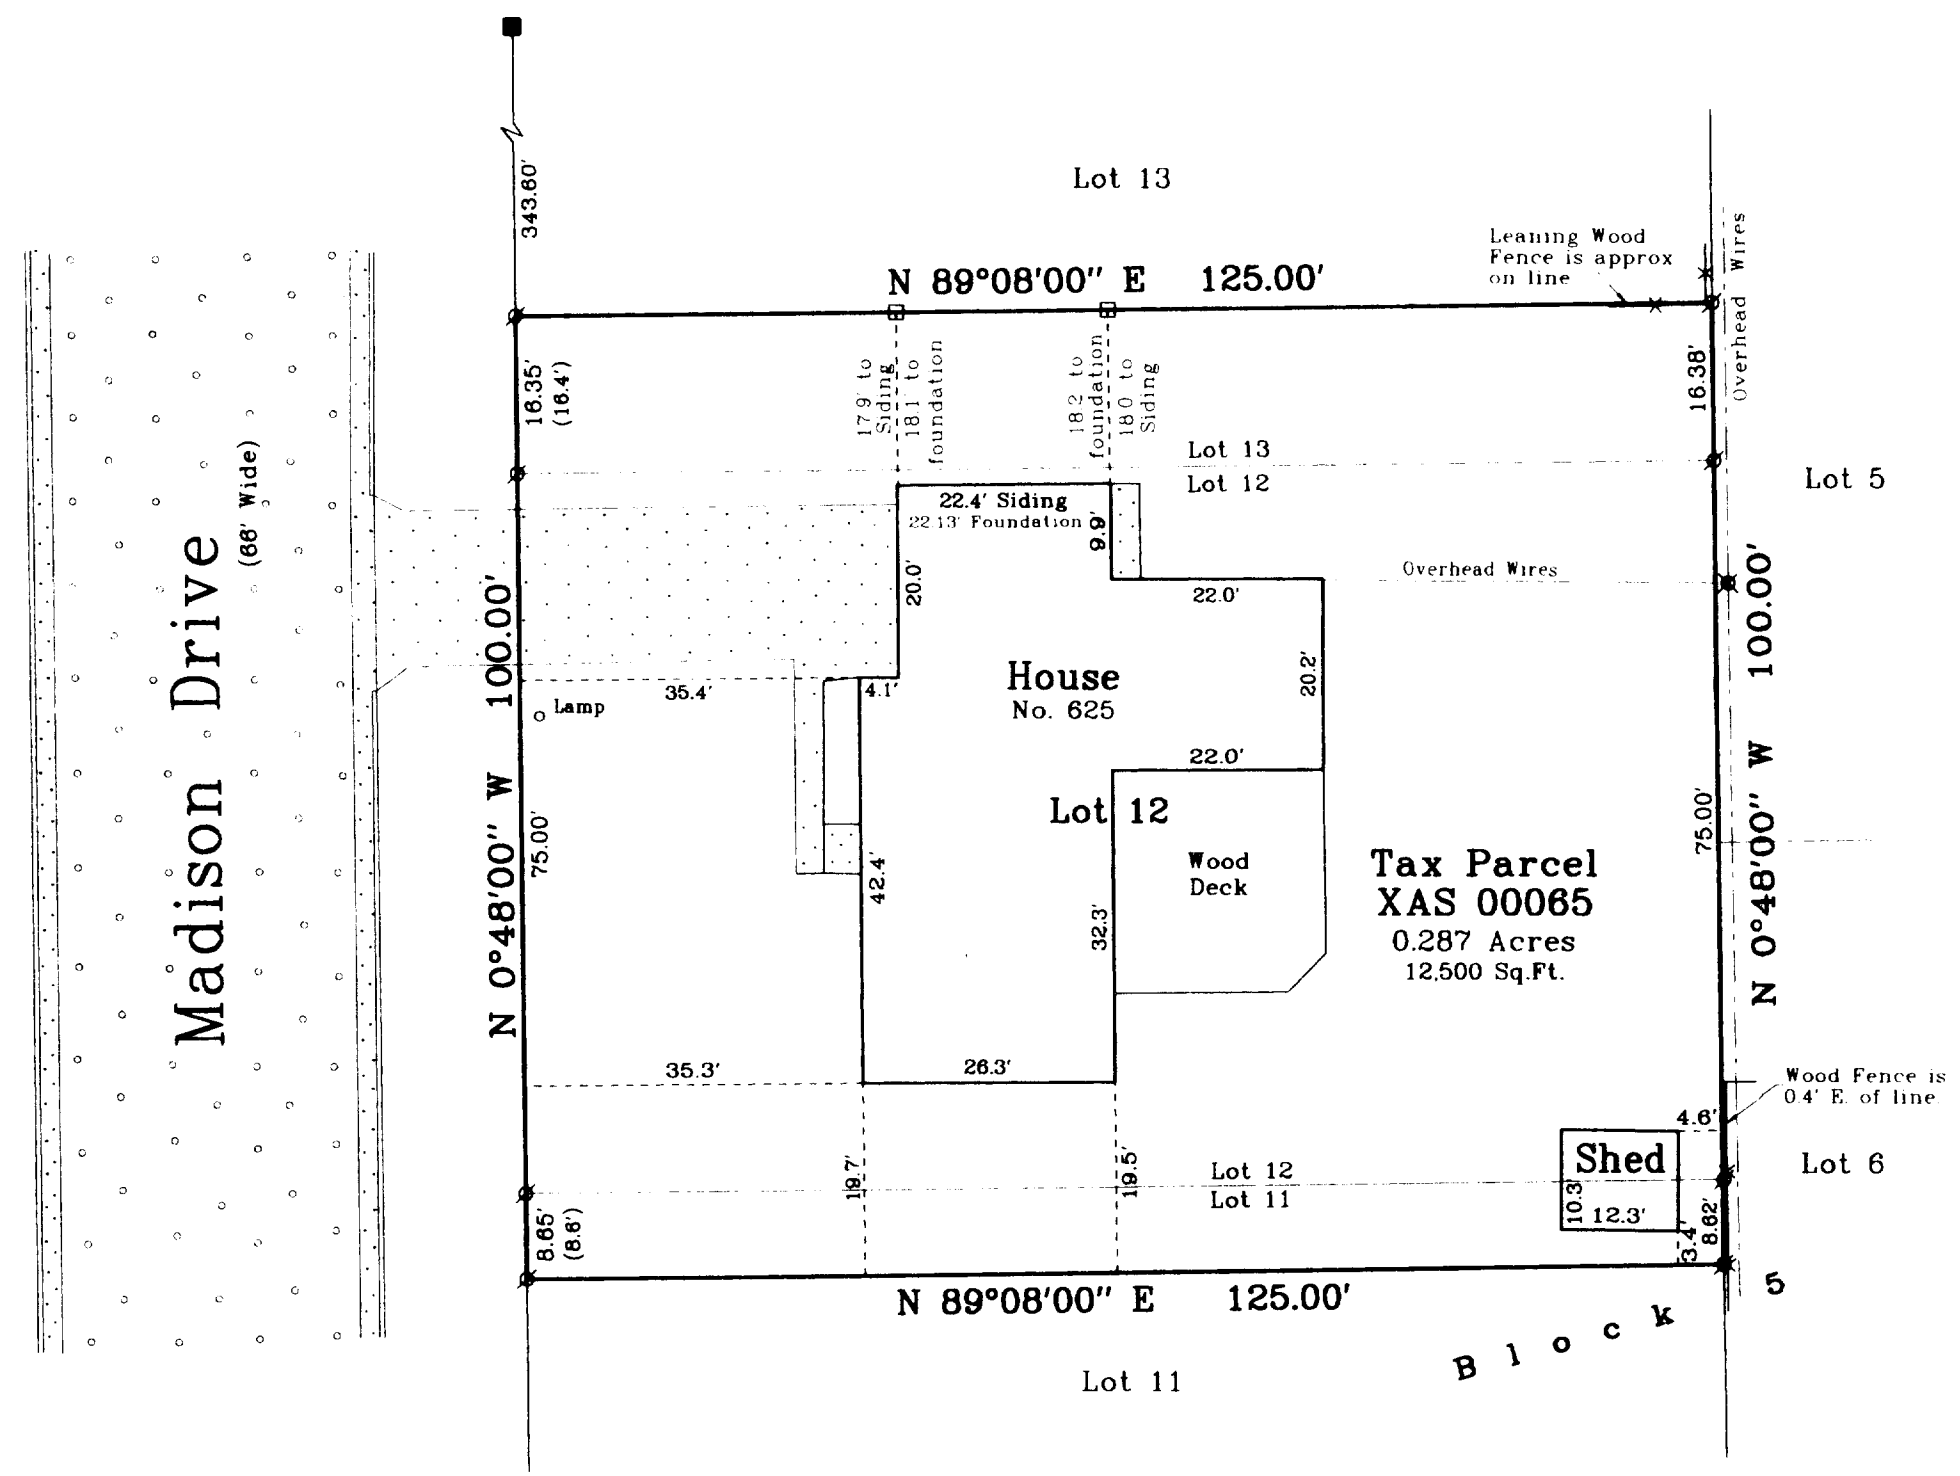 343.60'
Lot 13
Leaning Wood
Fence is approx
on line
Overhead Wires
N 89°08'00" E 125.00'
16.35'
(16.4')
17.9' to
Siding
18.1' to
foundation
18.2 to
foundation
18.0 to
Siding
16.38'
Lot 13
Lot 12
Lot 5
22.4' Siding
22.13' Foundation
9.9'
20.0'
22.0'
Overhead Wires
Madison Drive
(66' Wide)
N 0°48'00" W 100.00'
75.00'
35.4'
4.1'
Lamp
House
No. 625
20.2'
22.0'
Lot 12
Wood
Deck
42.4'
32.3'
Tax Parcel
XAS 00065
0.287 Acres
12,500 Sq.Ft.
75.00'
N 0°48'00" W 100.00'
35.3'
26.3'
Wood Fence is
0.4' E. of line.
4.6'
Shed
10.3'
12.3'
3.4'
8.62'
Lot 6
19.7'
19.5'
Lot 12
Lot 11
8.65'
(8.6')
N 89°08'00" E 125.00'
Block 5
Lot 11